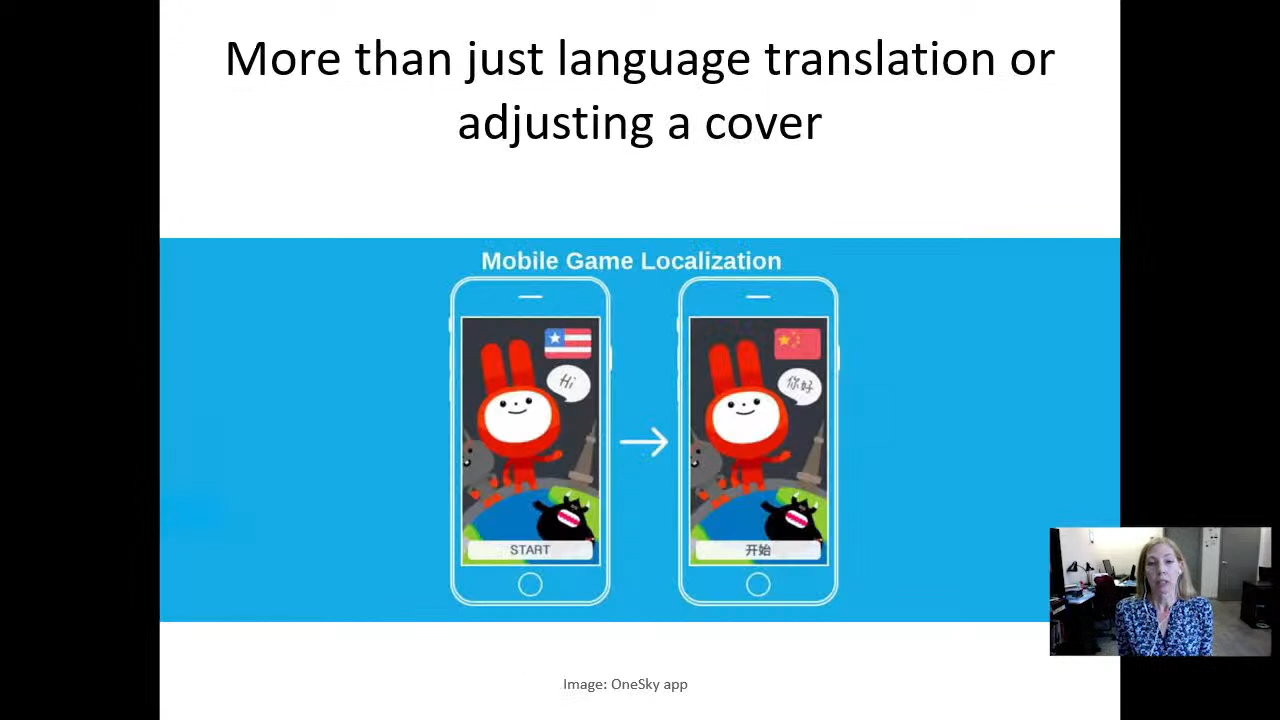 More than just language translation or
adjusting a cover
Mobile Game Localization
Hi
你好
START
开始
Image: OneSky app